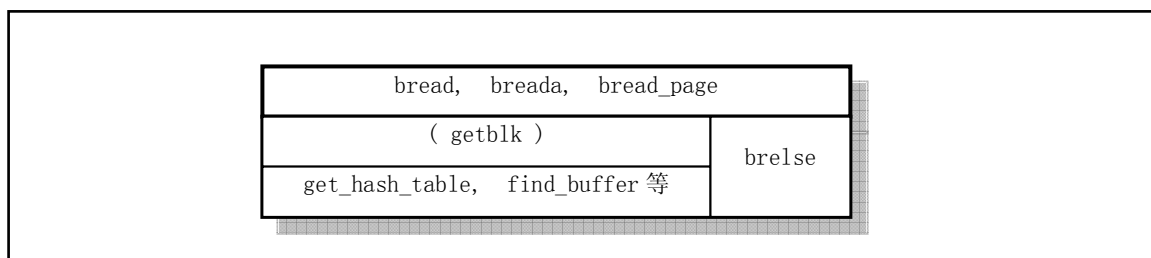 bread, breada, bread_page
( getblk )
brelse
get_hash_table, find_buffer 等